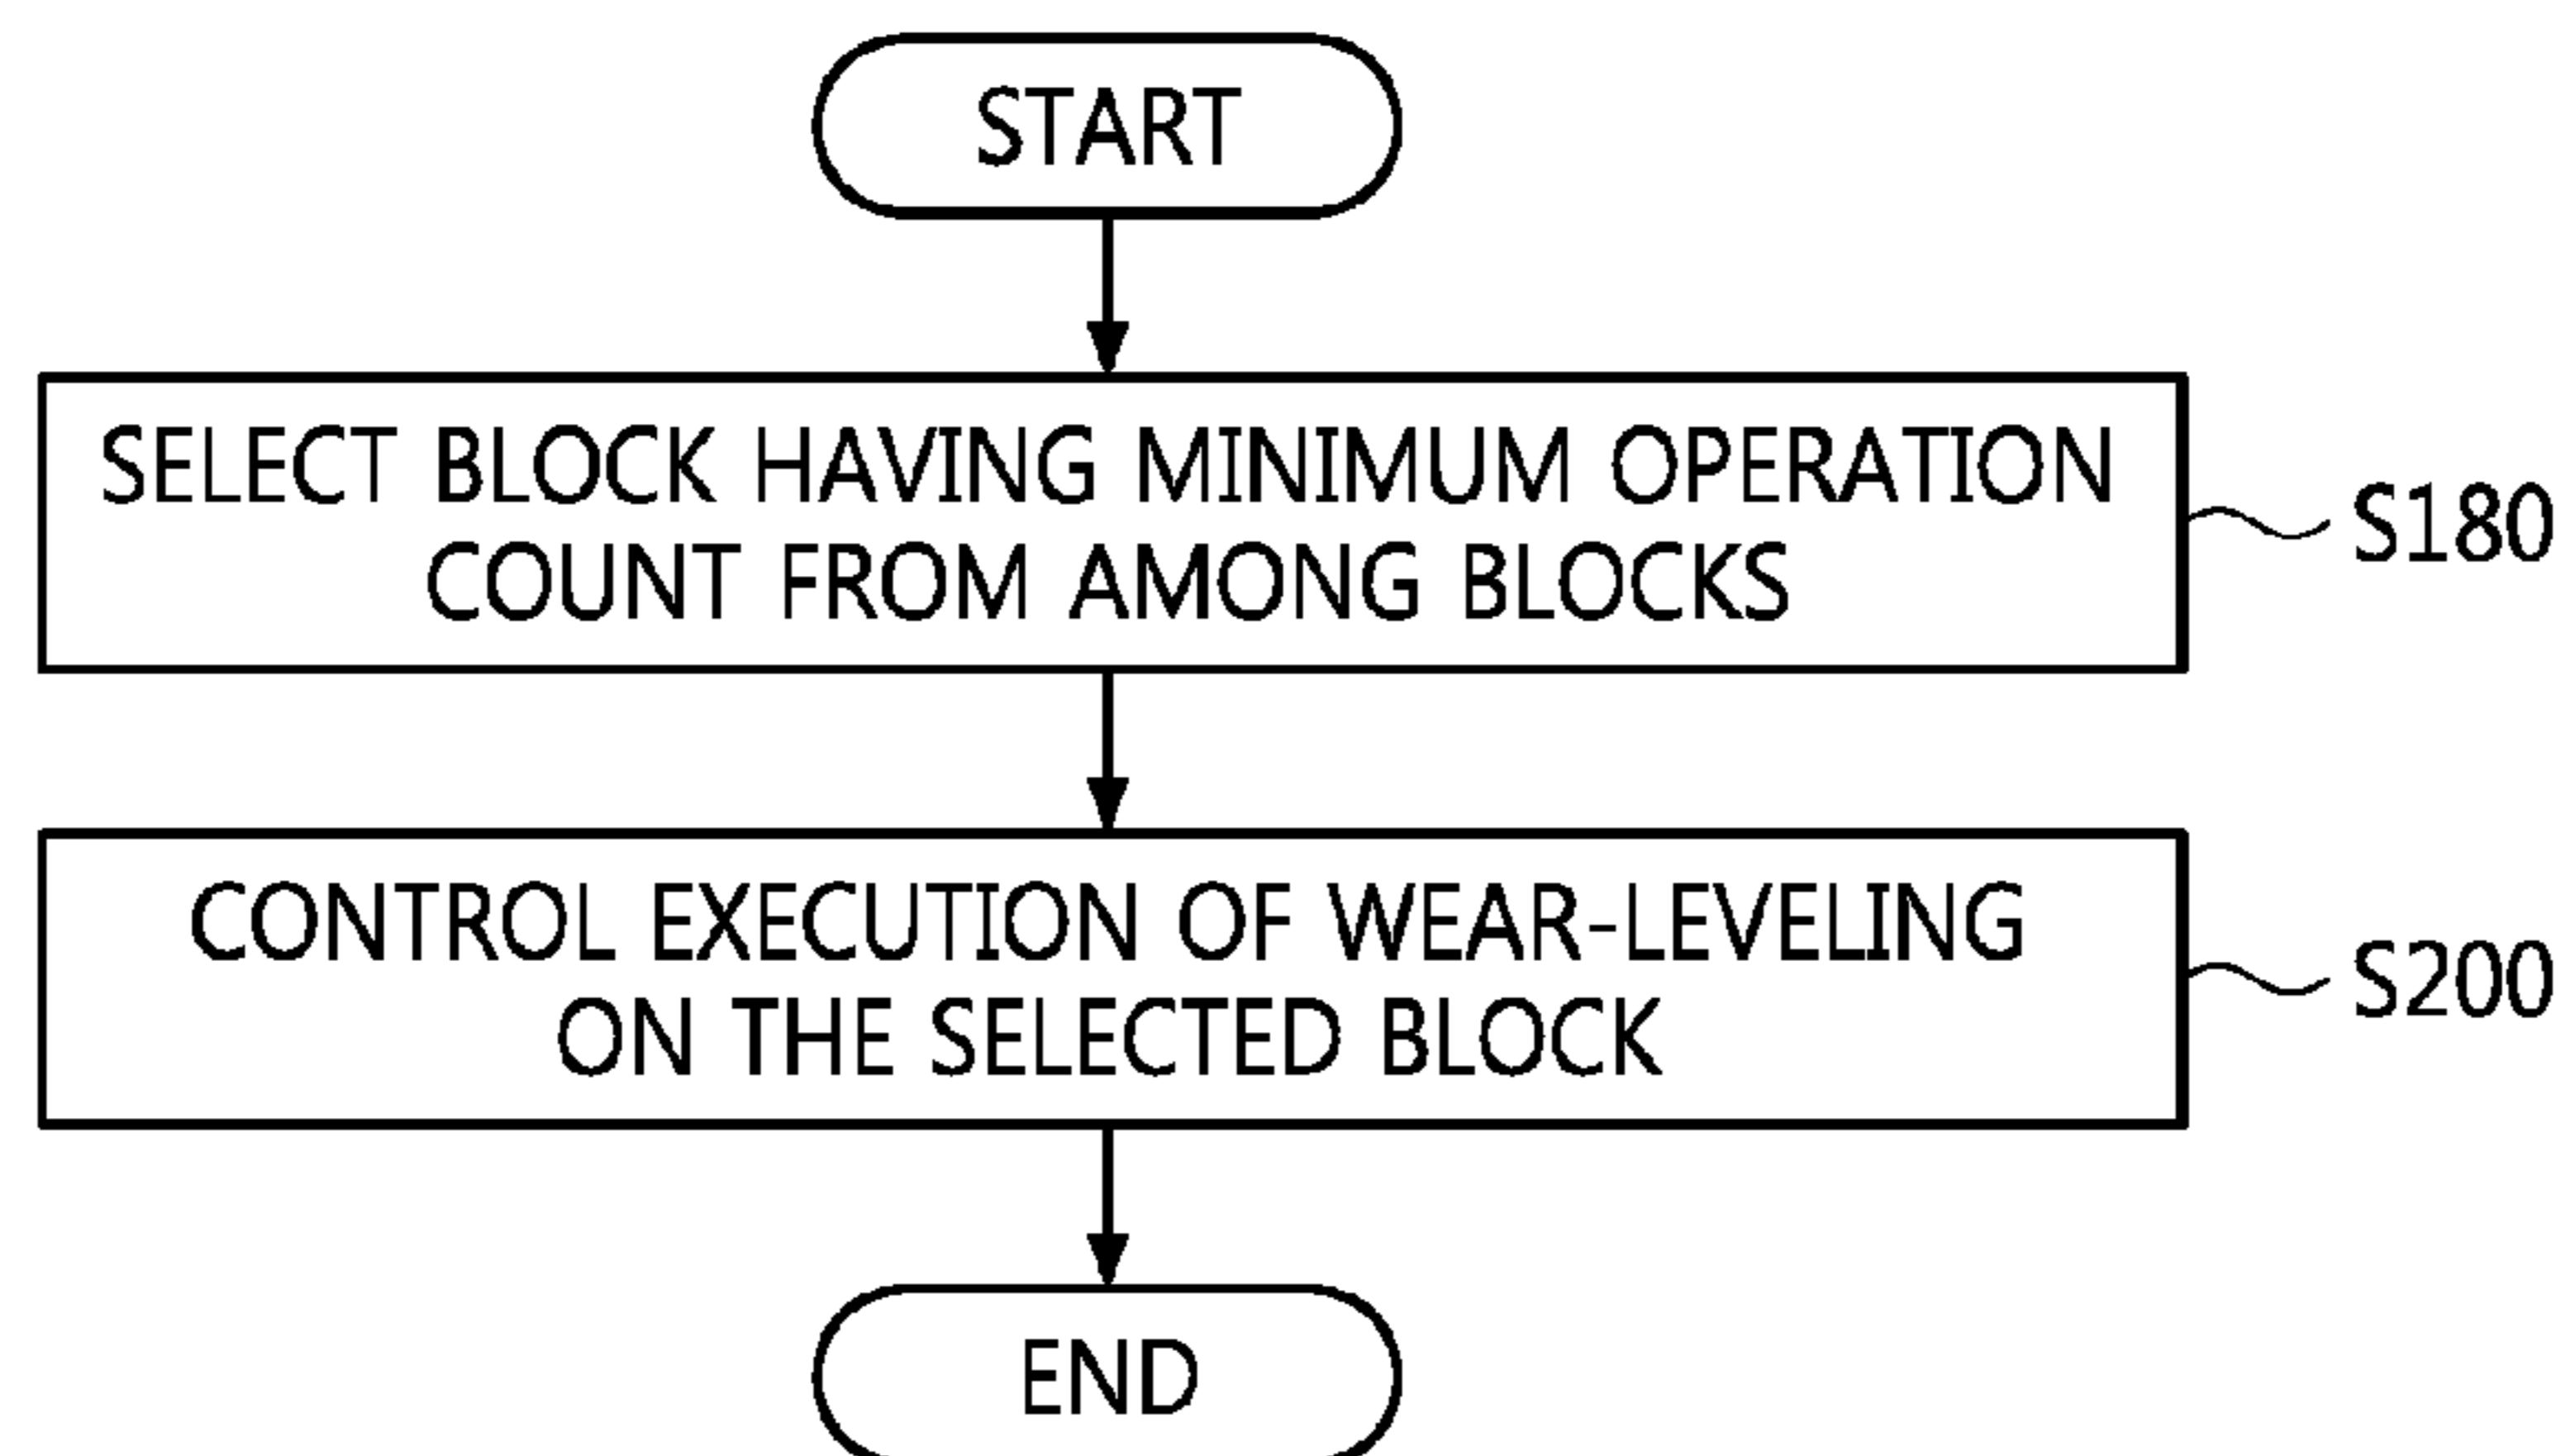 START
SELECT BLOCK HAVING MINIMUM OPERATION
COUNT FROM AMONG BLOCKS
S180
CONTROL EXECUTION OF WEAR-LEVELING
ON THE SELECTED BLOCK
S200
END